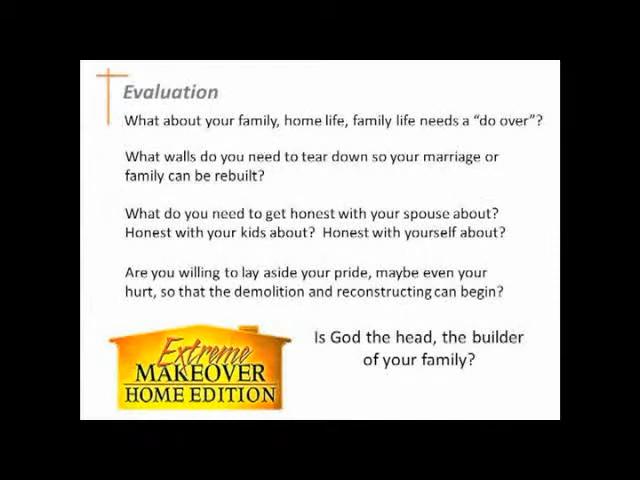 Evaluation
What about your family, home life, family life needs a “do over”?
What walls do you need to tear down so your marriage or
family can be rebuilt?
What do you need to get honest with your spouse about?
Honest with your kids about?  Honest with yourself about?
Are you willing to lay aside your pride, maybe even your
hurt, so that the demolition and reconstructing can begin?
Is God the head, the builder
of your family?
Extreme
MAKEOVER
HOME EDITION